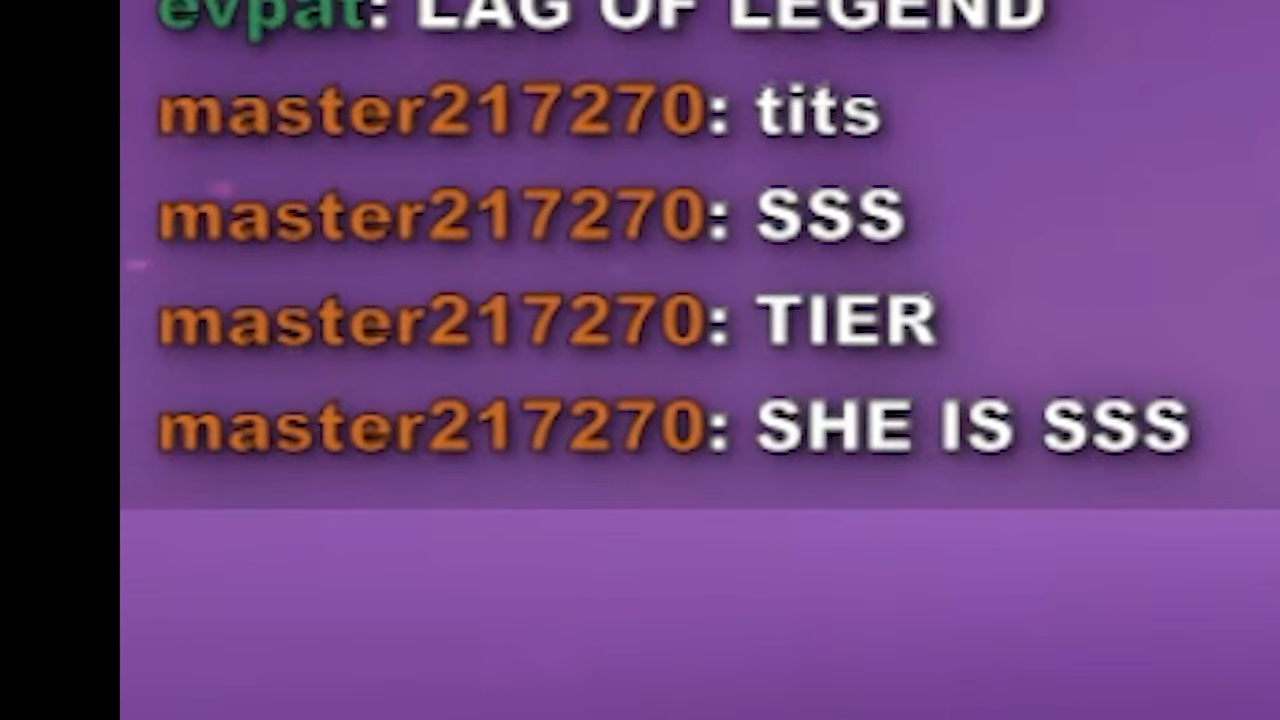 evpat: LAG OF LEGEND
master217270: tits
master217270: SSS
master217270: TIER
master217270: SHE IS SSS